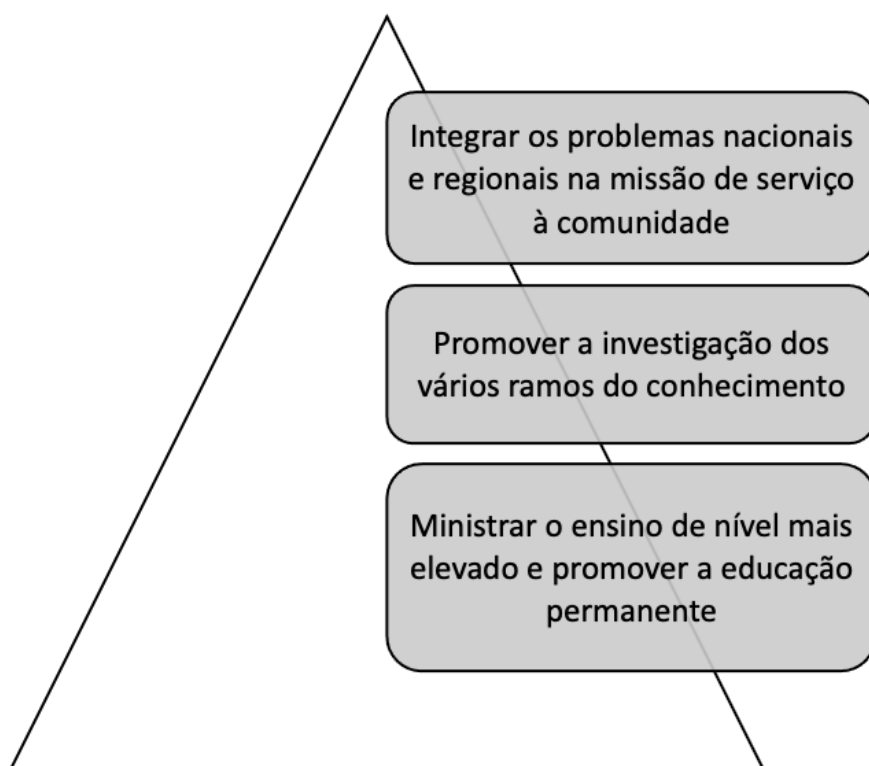 Integrar os problemas nacionais
e regionais na missão de serviço
à comunidade
Promover a investigação dos
vários ramos do conhecimento
Ministrar o ensino de nível mais
elevado e promover a educação
permanente